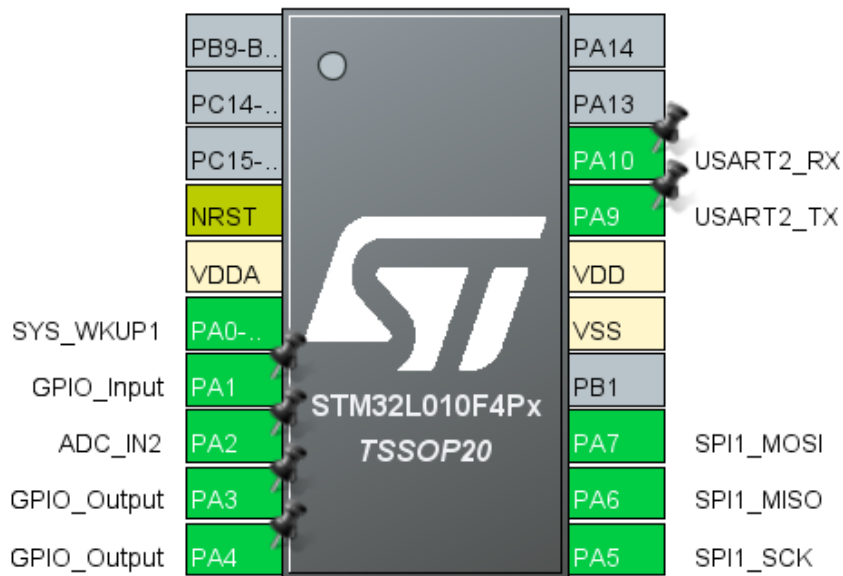 PB9-B.. PA14
PC14-.. PA13
PC15-.. PA10 USART2_RX
NRST PA9 USART2_TX
VDDA VDD
SYS_WKUP1 PA0-.. VSS
GPIO_Input PA1 PB1
STM32L010F4Px
ADC_IN2 PA2 PA7 SPI1_MOSI
TSSOP20
GPIO_Output PA3 PA6 SPI1_MISO
GPIO_Output PA4 PA5 SPI1_SCK